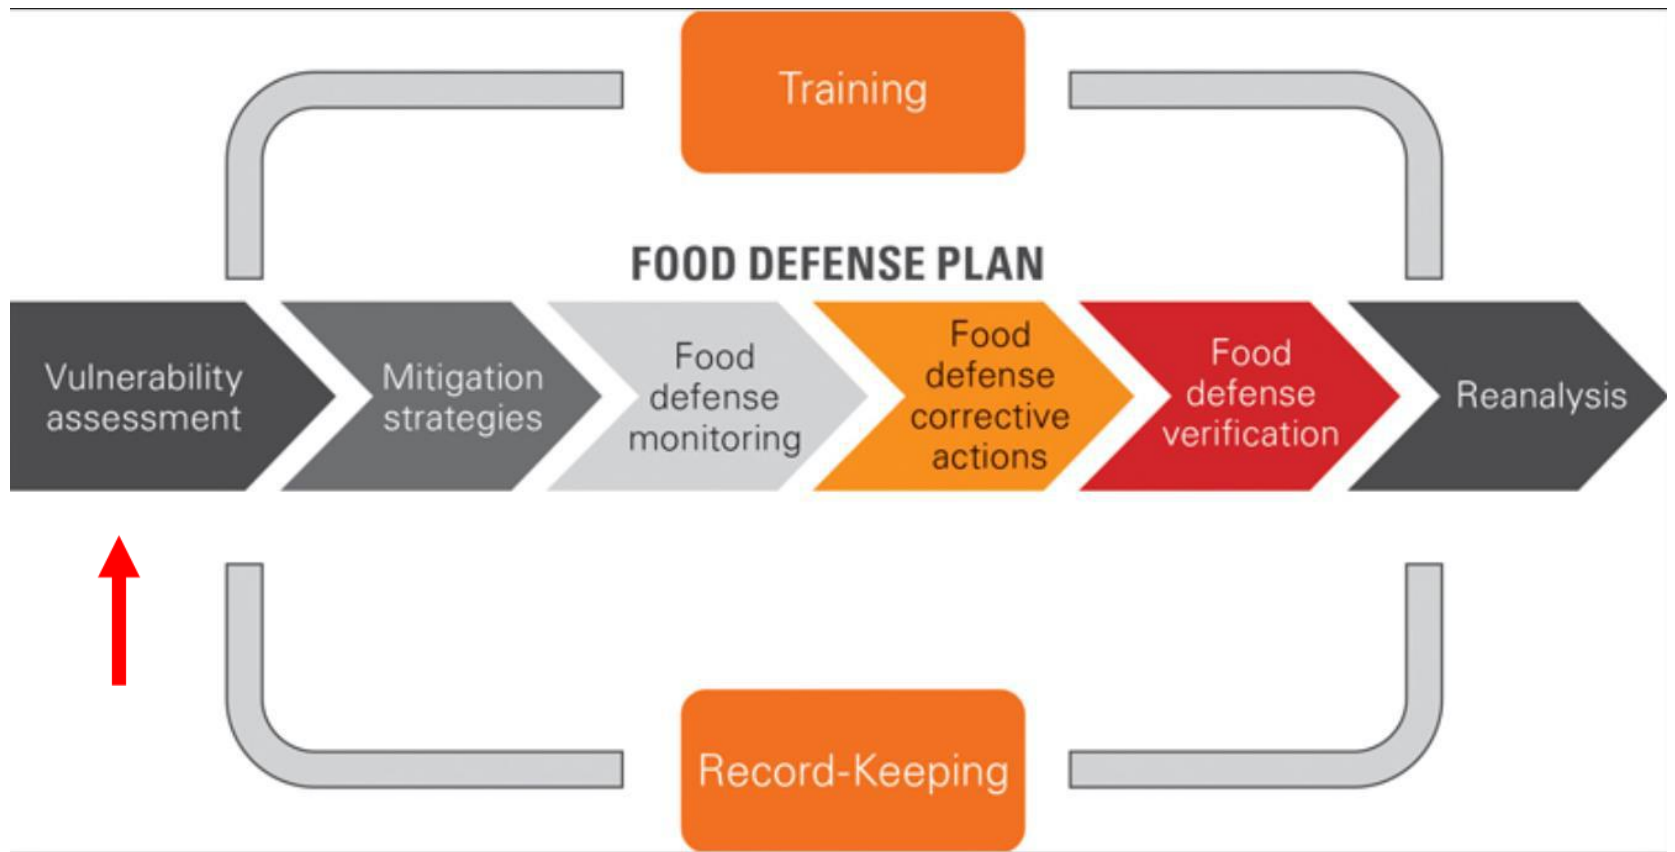 Training
FOOD DEFENSE PLAN
Vulnerability
assessment
Mitigation
strategies
Food
defense
monitoring
Food
defense
corrective
actions
Food
defense
verification
Reanalysis
Record-Keeping